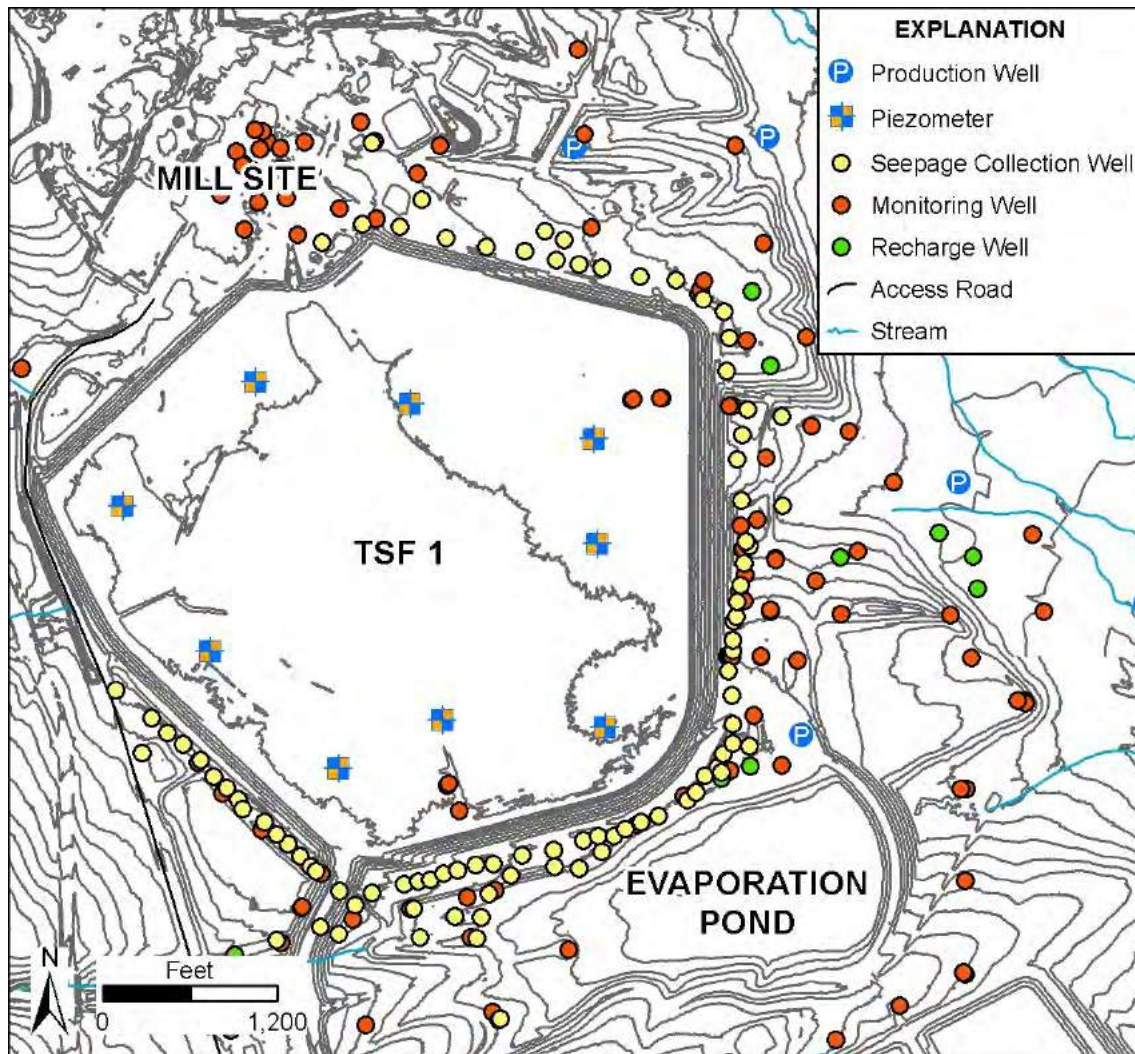 EXPLANATION
P Production Well
Piezometer
Seepage Collection Well
Monitoring Well
Recharge Well
Access Road
Stream
P
P
MILL SITE
P
TSF 1
P
EVAPORATION
POND
N
Feet
0 1,200